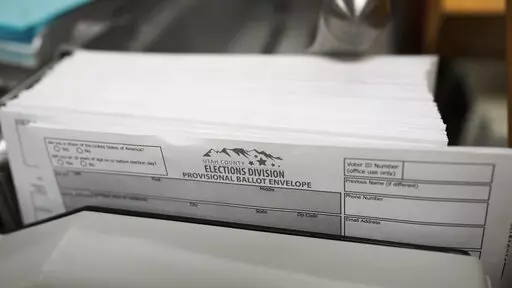 Are you a citizen of the United States of America?
Yes No
Will you be 18 years of age on or before election day?
Yes No
UTAH COUNTY
ELECTIONS DIVISION
PROVISIONAL BALLOT ENVELOPE
Voter ID Number
(office use only)
Previous Name (if different)
Phone Number
Email Address
Middle
City State Zip Code